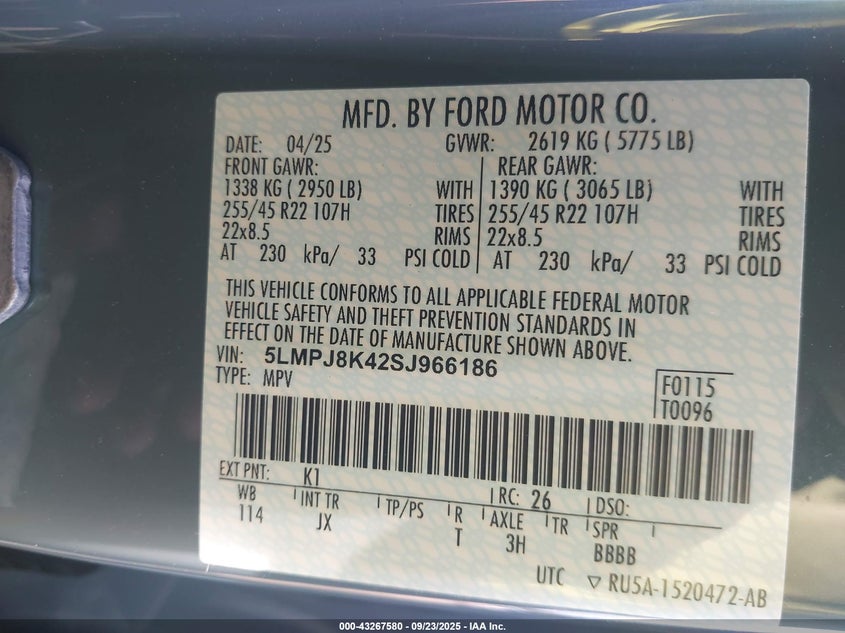 MFD. BY FORD MOTOR CO.
DATE: 04/25 GVWR: 2619 KG ( 5775 LB)
FRONT GAWR: REAR GAWR:
1338 KG ( 2950 LB) WITH 1390 KG ( 3065 LB) WITH
255/45 R22 107H TIRES 255/45 R22 107H TIRES
22x8.5 RIMS 22x8.5 RIMS
AT 230 kPa/ 33 PSI COLD AT 230 kPa/ 33 PSI COLD
THIS VEHICLE CONFORMS TO ALL APPLICABLE FEDERAL MOTOR
VEHICLE SAFETY AND THEFT PREVENTION STANDARDS IN
EFFECT ON THE DATE OF MANUFACTURE SHOWN ABOVE.
VIN: 5LMPJ8K42SJ966186
TYPE: MPV
F0115
T0096
EXT PNT: K1 RC: 26 DSO:
WB INT TR TP/PS R AXLE TR SPR
114 JX T 3H BBBB
UTC ▽ RU5A-1520472-AB
000-43267580 - 09/23/2025 - IAA Inc.